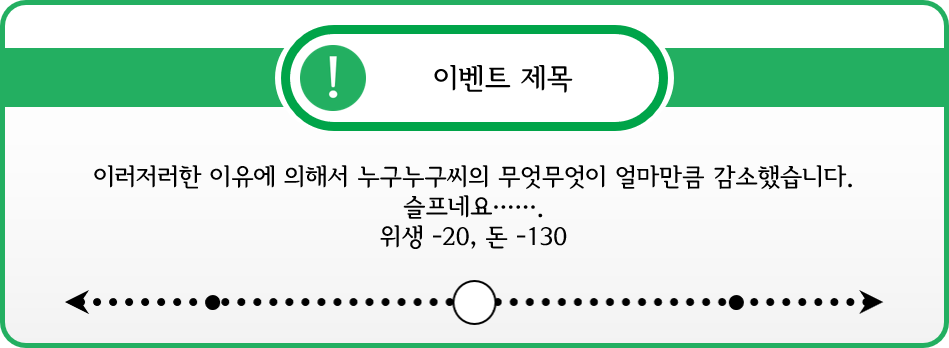 !
이벤트 제목
이러저러한 이유에 의해서 누구누구씨의 무엇무엇이 얼마만큼 감소했습니다.
슬프네요…….
위생 -20, 돈 -130